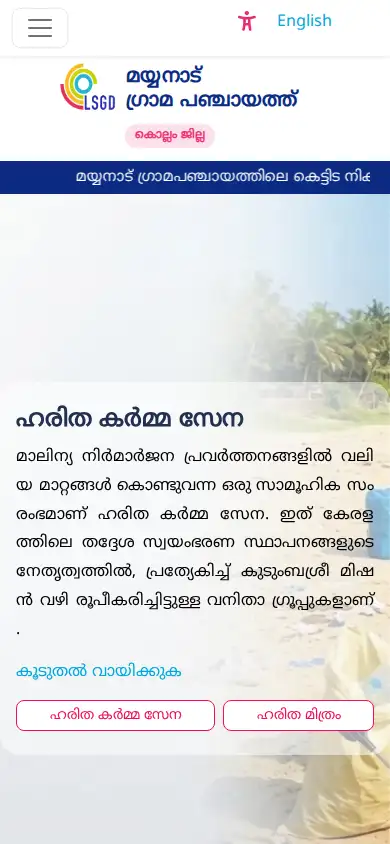 English
LSGD
മയ്യനാട്
ഗ്രാമ പഞ്ചായത്ത്
കൊല്ലം ജില്ല
മയ്യനാട് ഗ്രാമപഞ്ചായത്തിലെ കെട്ടിട
ഹരിത കർമ്മ സേന
മാലിന്യ നിർമാർജന പ്രവർത്തനങ്ങളിൽ വലി
യ മാറ്റങ്ങൾ കൊണ്ടുവന്ന ഒരു സാമൂഹിക സം
രംഭമാണ് ഹരിത കർമ്മ സേന. ഇത് കേരള
ത്തിലെ തദ്ദേശ സ്വയംഭരണ സ്ഥാപനങ്ങളുടെ
നേതൃത്വത്തിൽ, പ്രത്യേകിച്ച് കുടുംബശ്രീ മിഷ
ൻ വഴി രൂപീകരിച്ചിട്ടുള്ള വനിതാ ഗ്രൂപ്പുകളാണ്
.
കൂടുതൽ വായിക്കുക
ഹരിത കർമ്മ സേന
ഹരിത മിത്രം